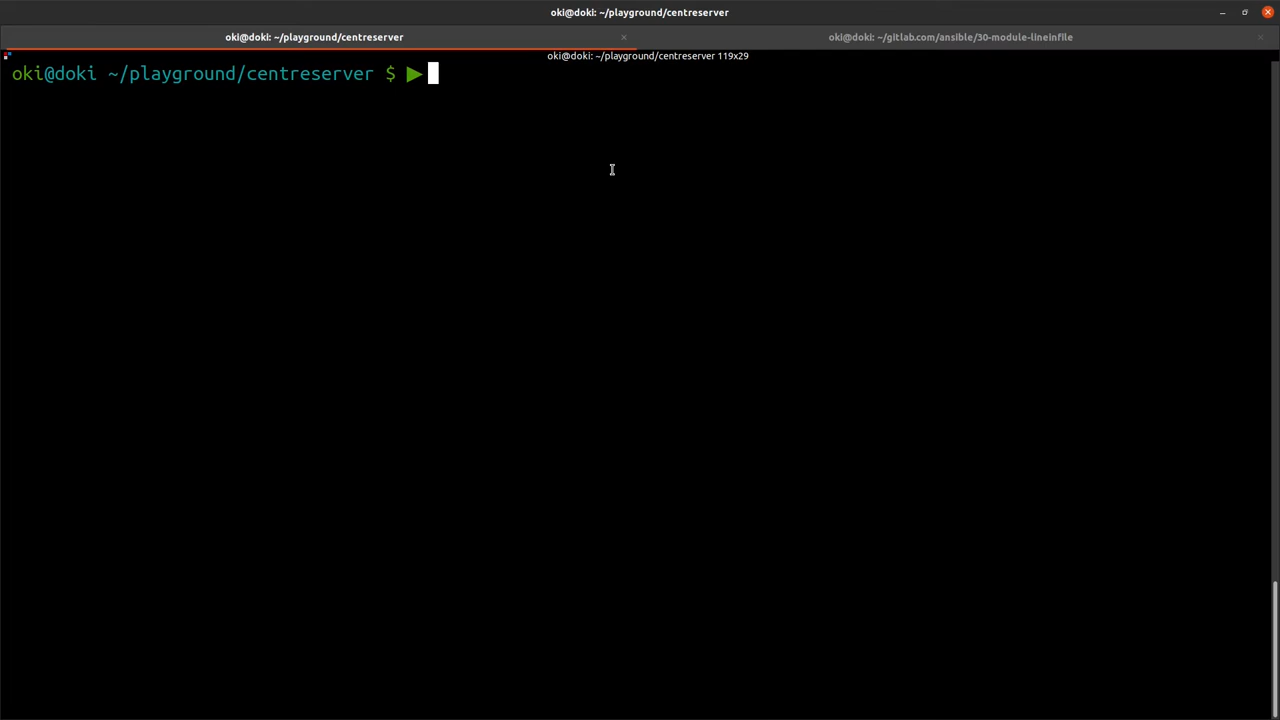 oki@doki: ~/playground/centreserver
oki@doki: ~/playground/centreserver
oki@doki: ~/gitlab.com/ansible/30-module-lineinfile
oki@doki: ~/playground/centreserver 119x29
oki@doki ~/playground/centreserver $ ▶